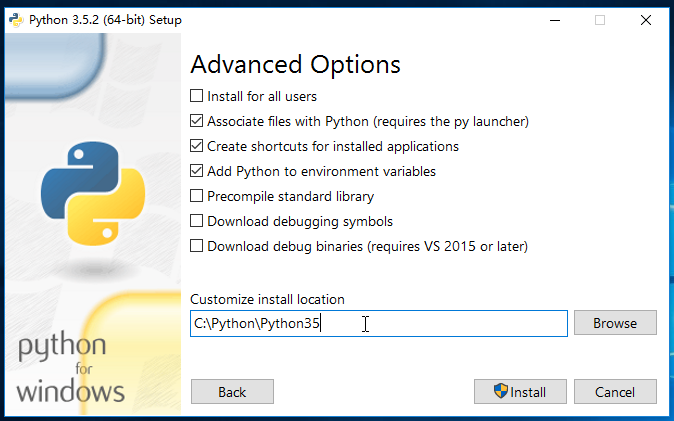 Python 3.5.2 (64-bit) Setup
Advanced Options
Install for all users
Associate files with Python (requires the py launcher)
Create shortcuts for installed applications
Add Python to environment variables
Precompile standard library
Download debugging symbols
Download debug binaries (requires VS 2015 or later)
Customize install location
C:\Python\Python35
Browse
python
for
windows
Back
Install
Cancel